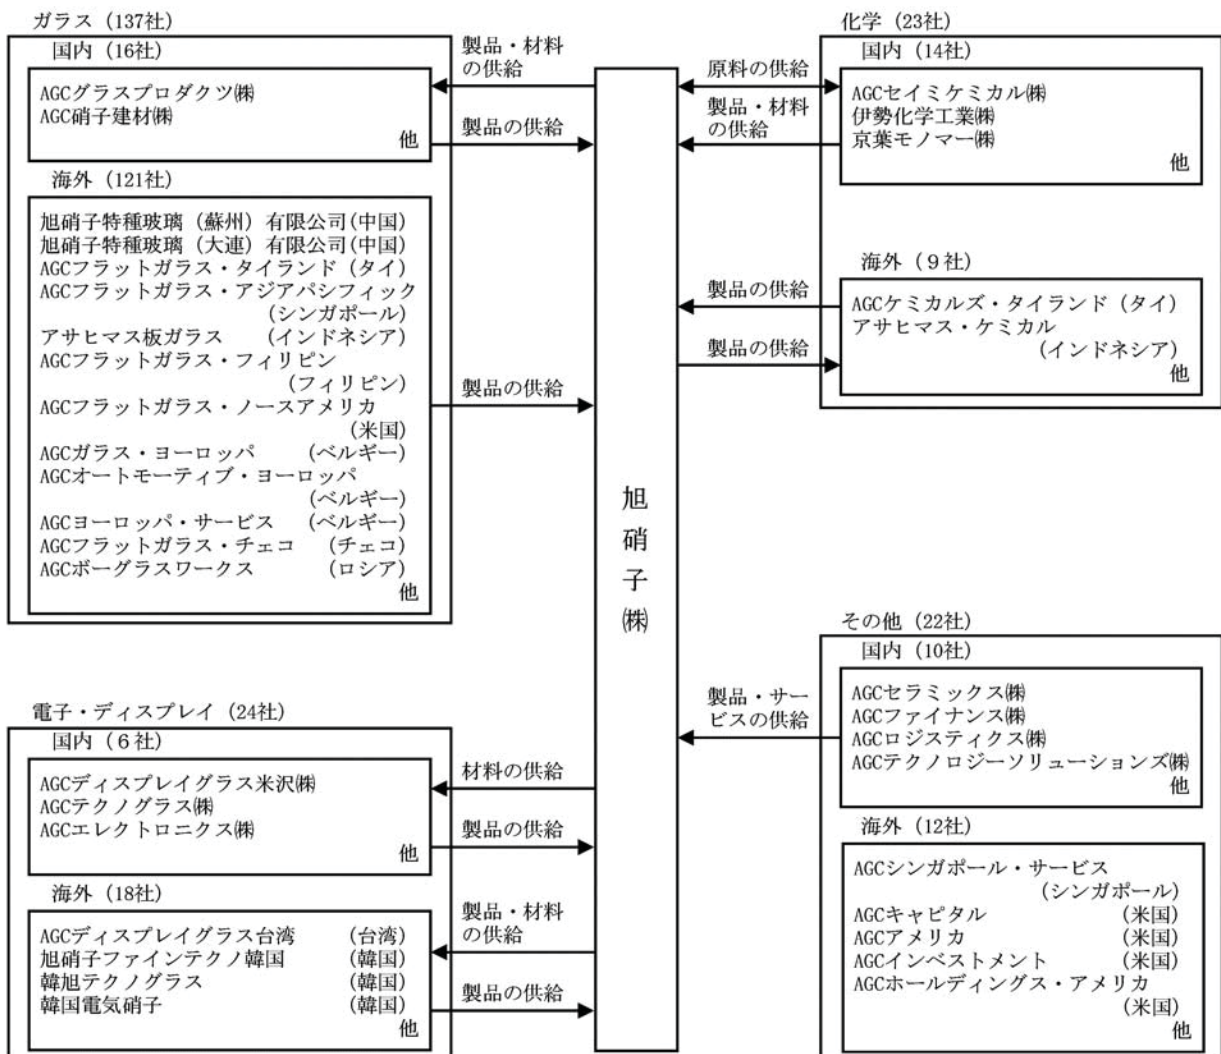 ガラス（137社）
国内（16社）
AGCグラスプロダクツ㈱
AGC硝子建材㈱
他
製品・材料
の供給
製品の供給
海外（121社）
旭硝子特種玻璃（蘇州）有限公司(中国)
旭硝子特種玻璃（大連）有限公司(中国)
AGCフラットガラス・タイランド（タイ）
AGCフラットガラス・アジアパシフィック
(シンガポール)
アサヒマス板ガラス (インドネシア)
AGCフラットガラス・フィリピン
(フィリピン)
AGCフラットガラス・ノースアメリカ
(米国)
AGCガラス・ヨーロッパ (ベルギー)
AGCオートモーティブ・ヨーロッパ
(ベルギー)
AGCヨーロッパ・サービス (ベルギー)
AGCフラットガラス・チェコ (チェコ)
AGCボーグラスワークス (ロシア)
他
製品の供給
電子・ディスプレイ（24社）
国内（６社）
AGCディスプレイグラス米沢㈱
AGCテクノグラス㈱
AGCエレクトロニクス㈱
他
材料の供給
製品の供給
海外（18社）
AGCディスプレイグラス台湾 (台湾)
旭硝子ファインテクノ韓国 (韓国)
韓旭テクノグラス (韓国)
韓国電気硝子 (韓国)
他
製品・材料
の供給
製品の供給
旭硝子㈱
化学（23社）
国内（14社）
原料の供給
製品・材料
の供給
AGCセイミケミカル㈱
伊勢化学工業㈱
京葉モノマー㈱
他
海外（９社）
製品の供給
製品の供給
AGCケミカルズ・タイランド（タイ）
アサヒマス・ケミカル
(インドネシア)
他
その他（22社）
国内（10社）
製品・サー
ビスの供給
AGCセラミックス㈱
AGCファイナンス㈱
AGCロジスティクス㈱
AGCテクノロジーソリューションズ㈱
他
海外（12社）
AGCシンガポール・サービス
(シンガポール)
AGCキャピタル (米国)
AGCアメリカ (米国)
AGCインベストメント (米国)
AGCホールディングス・アメリカ
(米国)
他